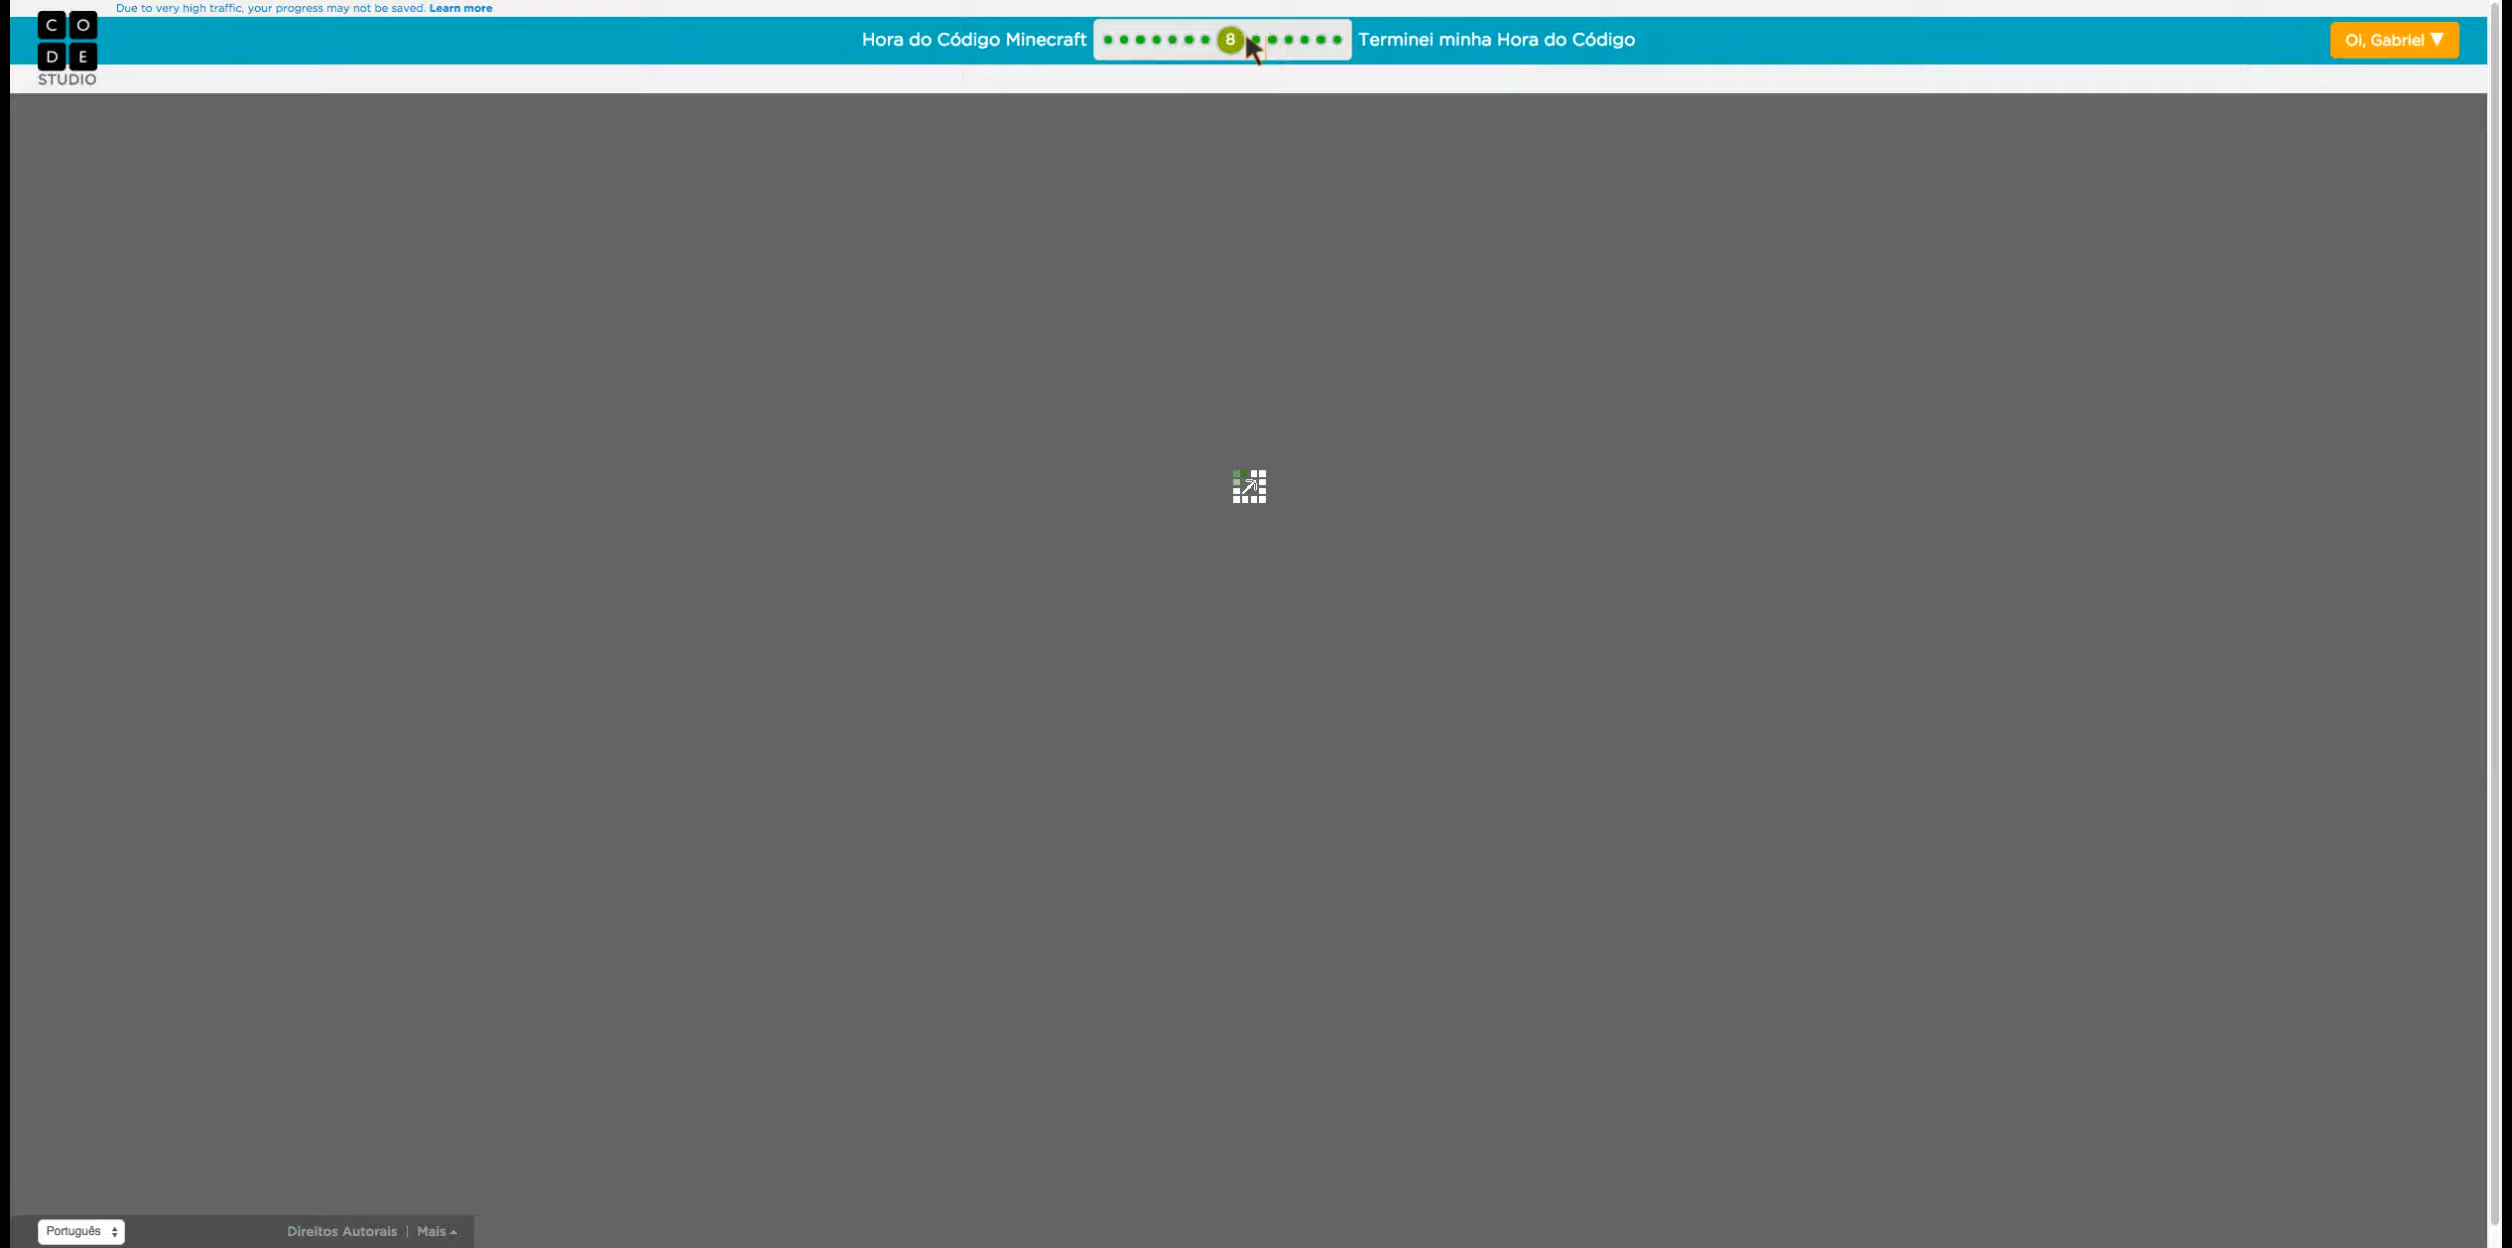 Due to very high traffic, your progress may not be saved. Learn more
CODE
STUDIO
Hora do Código Minecraft
8
Terminei minha Hora do Código
Oi, Gabriel ▼
Português
Direitos Autorais | Mais